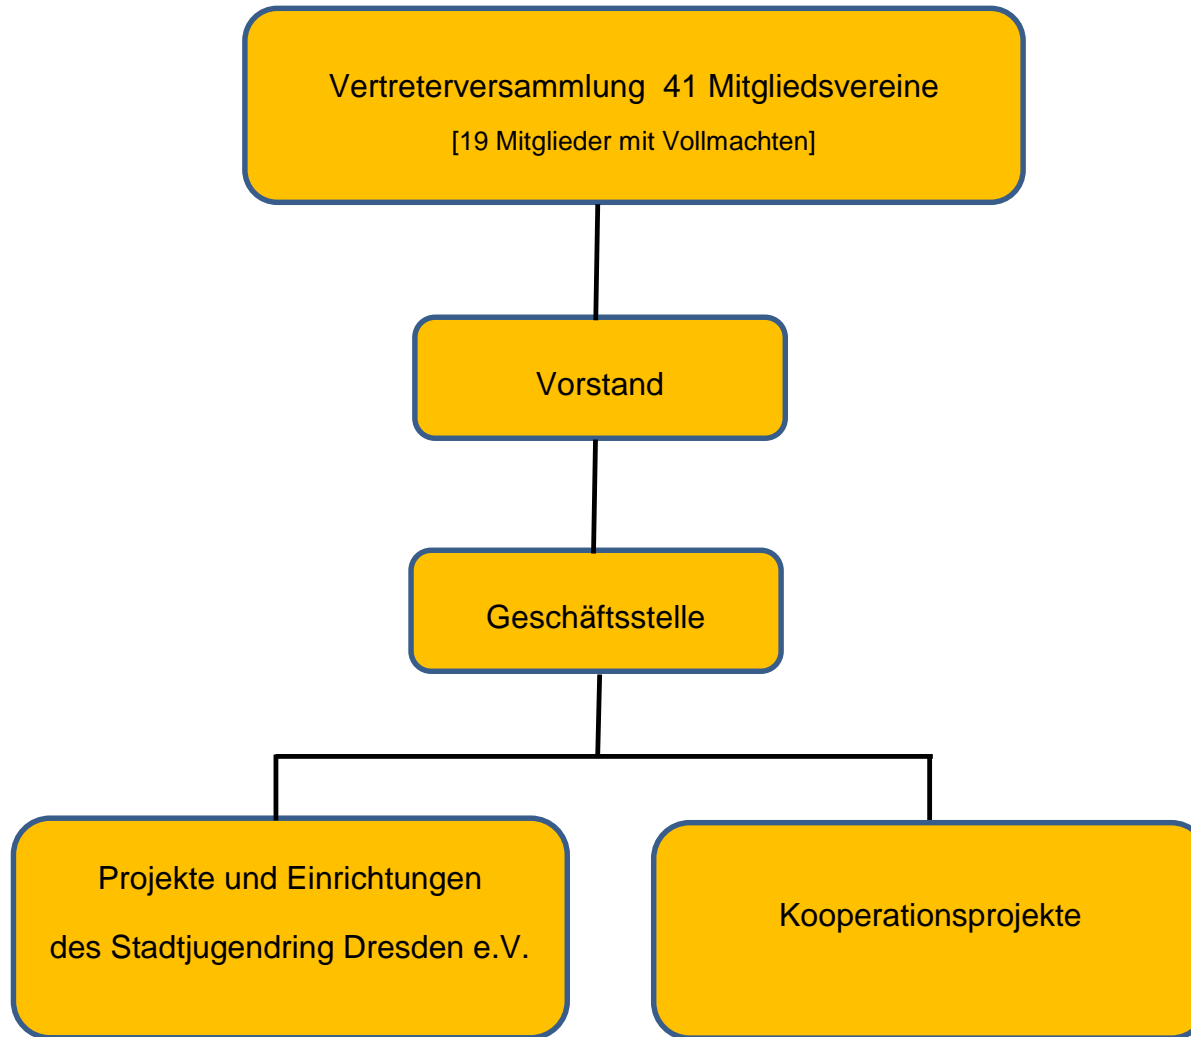 Vertreterversammlung  41 Mitgliedsvereine
[19 Mitglieder mit Vollmachten]
Vorstand
Geschäftsstelle
Projekte und Einrichtungen
des Stadtjugendring Dresden e.V.
Kooperationsprojekte